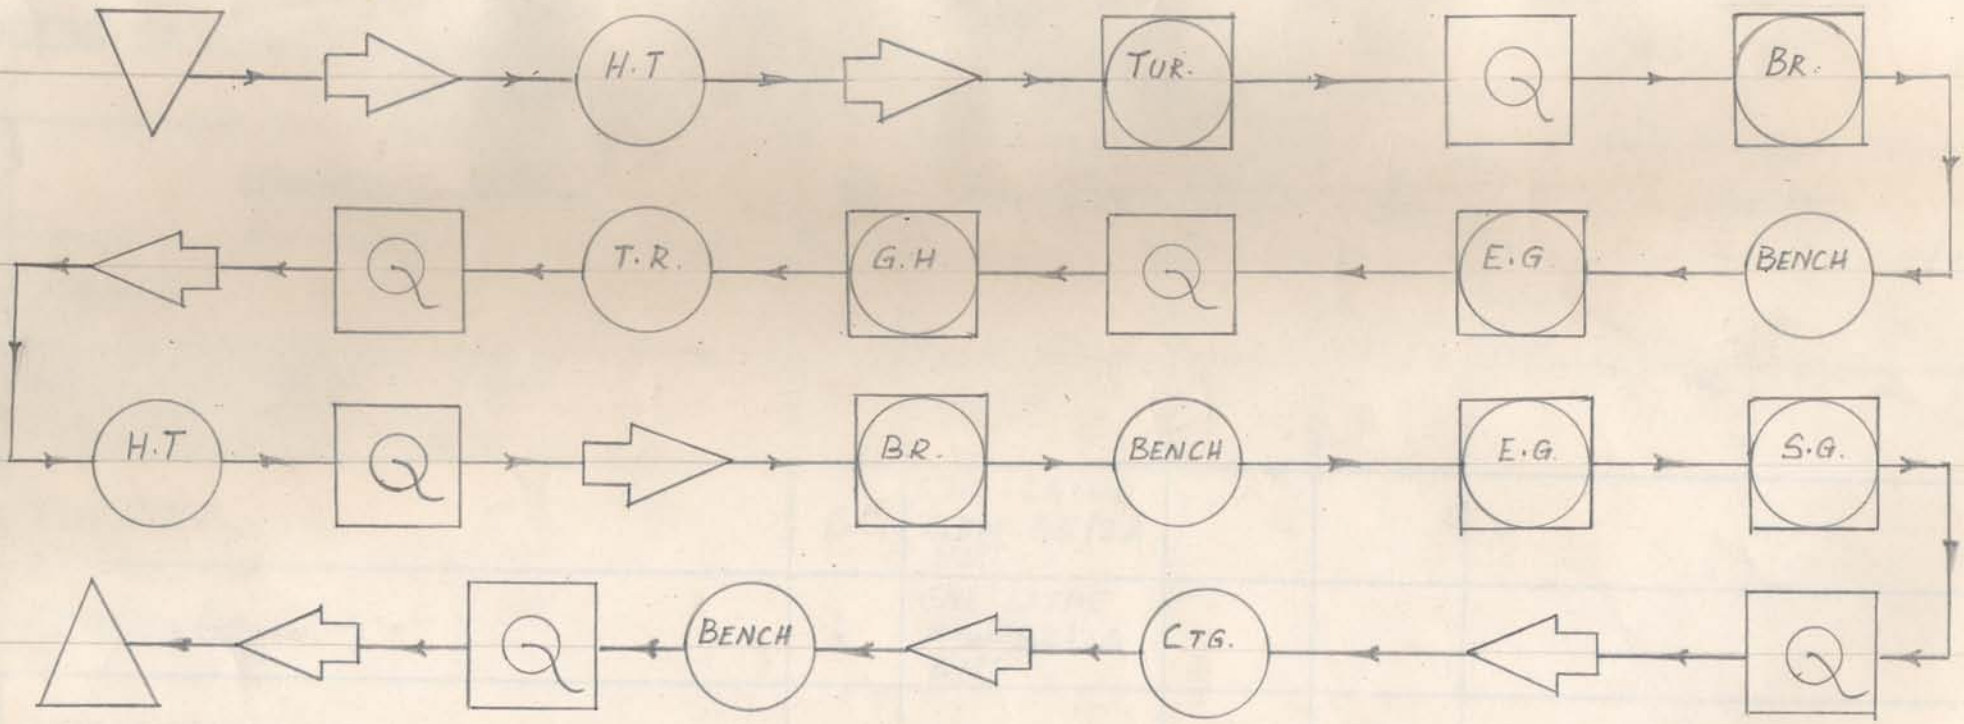 H.T TUR. Q BR.
BENCH E.G. Q G.H T.R. Q
H.T Q BR. BENCH E.G. S.G.
Q CTG. BENCH Q